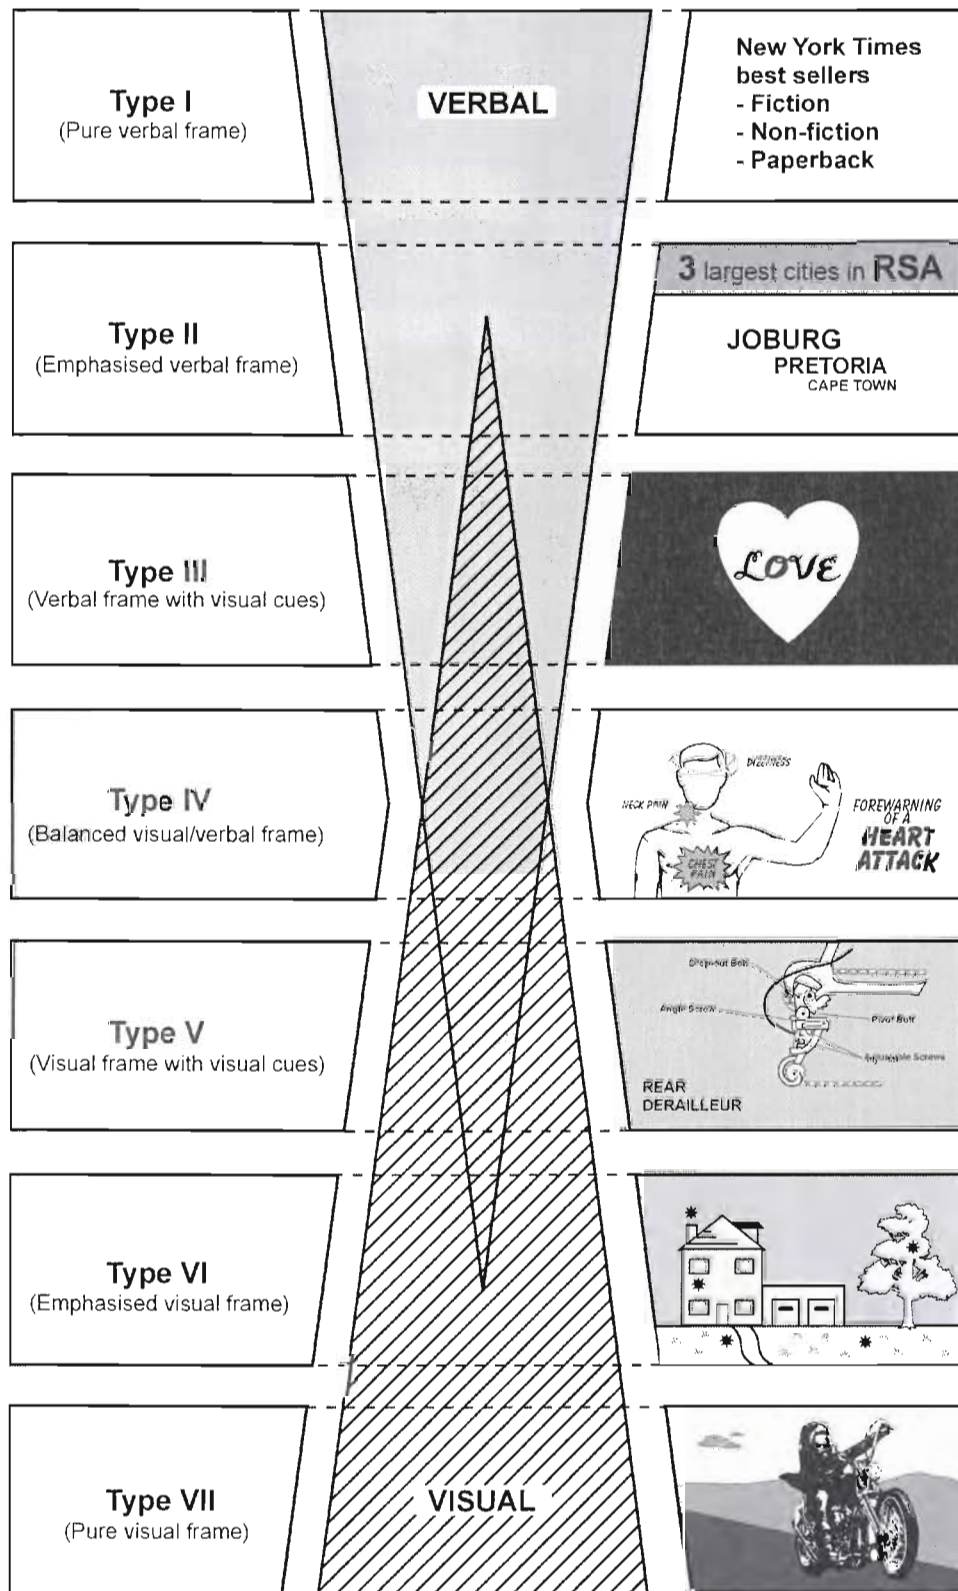 Type I
(Pure verbal frame)
VERBAL
New York Times
best sellers
- Fiction
- Non-fiction
- Paperback
Type II
(Emphasised verbal frame)
3 largest cities in RSA
JOBURG
PRETORIA
CAPE TOWN
Type III
(Verbal frame with visual cues)
LOVE
Type IV
(Balanced visual/verbal frame)
DIZZINESS
NECK PAIN
CHEST
PAIN
FOREWARNING
OF A
HEART
ATTACK
Type V
(Visual frame with visual cues)
Drop-out Bolt
Angle Screw
Pivot Bolt
Adjustable Screws
REAR
DERAILLEUR
Type VI
(Emphasised visual frame)
Type VII
(Pure visual frame)
VISUAL